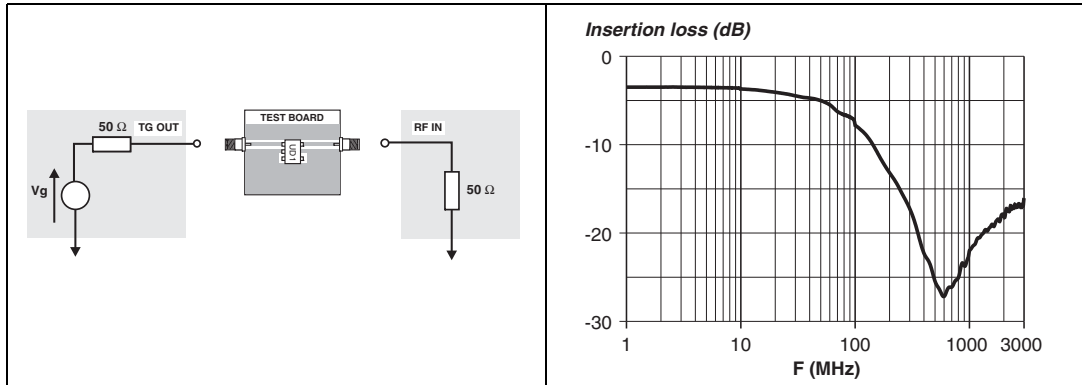 50 Ω TG OUT
Vg
TEST BOARD
UD1
RF IN
50 Ω
Insertion loss (dB)
0
-10
-20
-30
1 10 100 1000 3000
F (MHz)